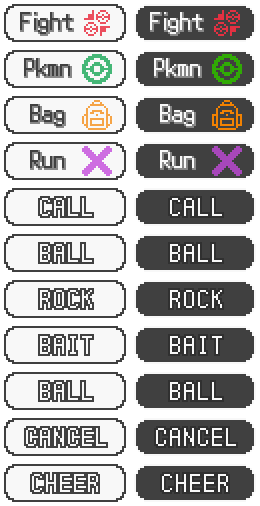 Fight Fight
Pkmn Pkmn
Bag Bag
Run Run
CALL CALL
BALL BALL
ROCK ROCK
BAIT BAIT
BALL BALL
CANCEL CANCEL
CHEER CHEER